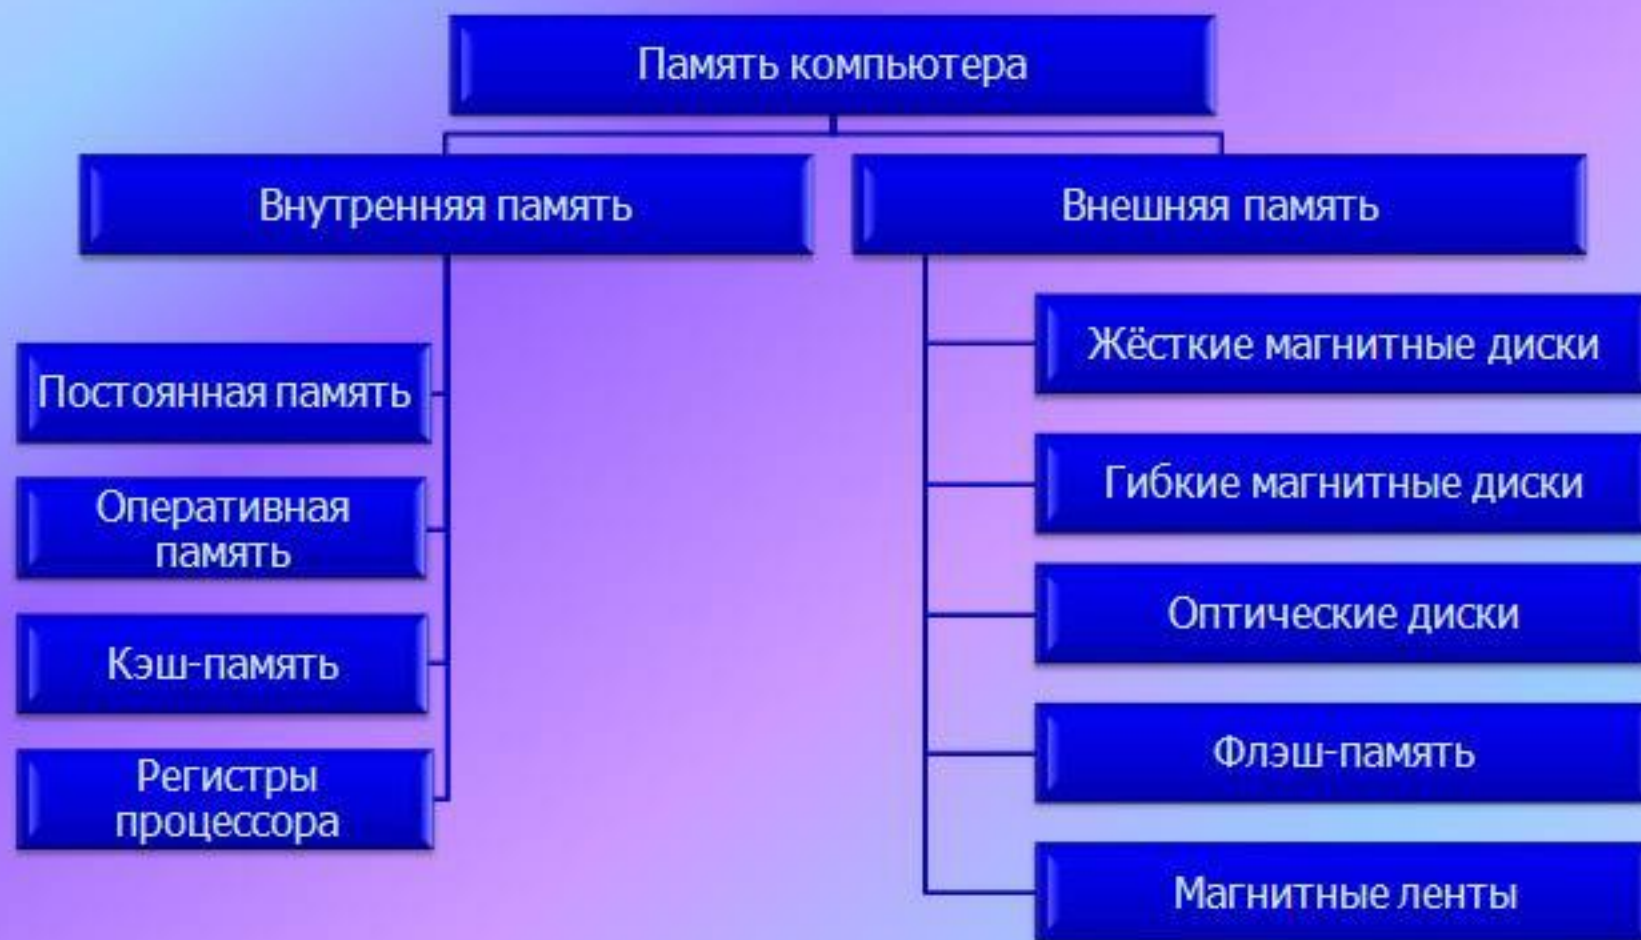 Память компьютера
Внутренняя память
Внешняя память
Постоянная память
Оперативная
память
Кэш-память
Регистры
процессора
Жёсткие магнитные диски
Гибкие магнитные диски
Оптические диски
Флэш-память
Магнитные ленты